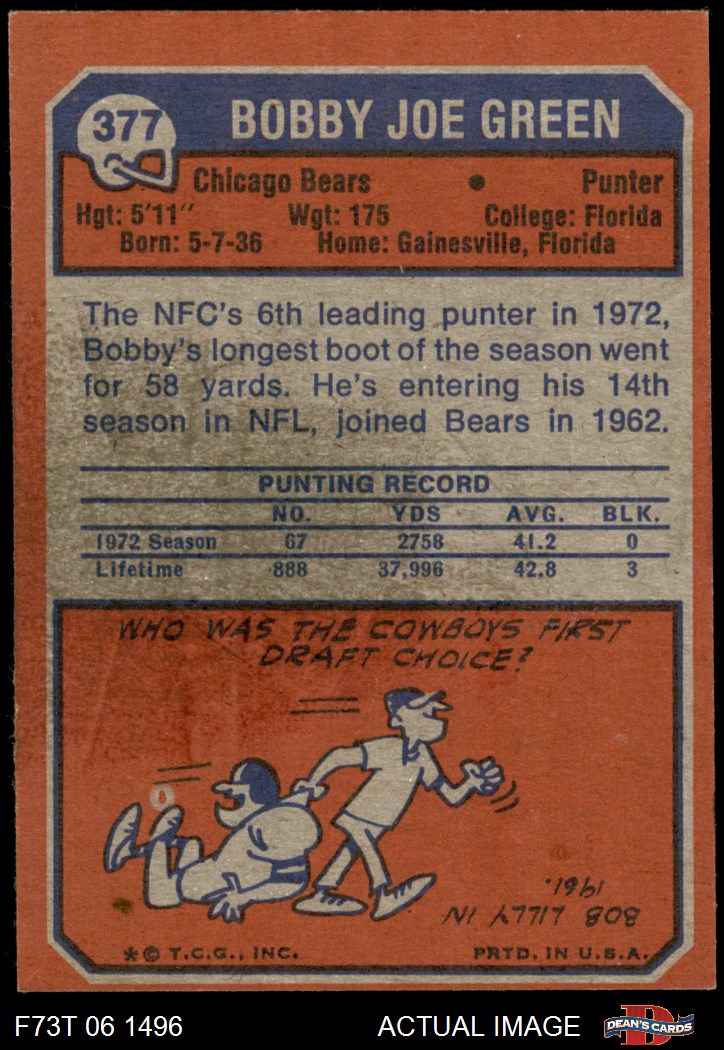 377
BOBBY JOE GREEN
Chicago Bears • Punter
Hgt: 5'11" Wgt: 175 College: Florida
Born: 5-7-36 Home: Gainesville, Florida
The NFC's 6th leading punter in 1972,
Bobby's longest boot of the season went
for 58 yards. He's entering his 14th
season in NFL, joined Bears in 1962.
PUNTING RECORD
NO. YDS AVG. BLK.
1972 Season 67 2758 41.2 0
Lifetime 888 37,996 42.8 3
WHO WAS THE COWBOYS FIRST
DRAFT CHOICE?
BOB LILLY IN
1961.
*© T.C.G., INC. PRTD. IN U.S.A.
F73T 06 1496 ACTUAL IMAGE
D
DEAN'S CARDS